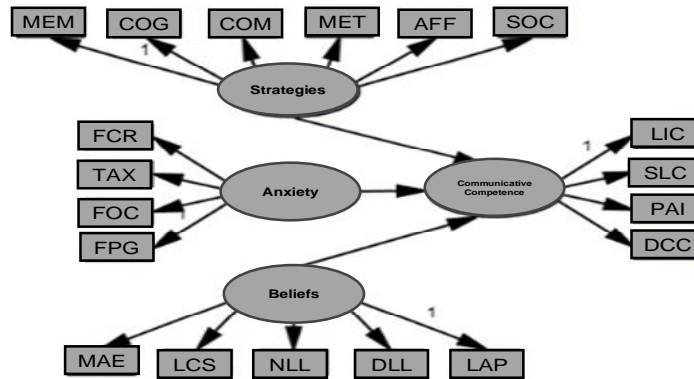 MEM COG COM MET AFF SOC
1
Strategies
FCR
TAX
FOC
FPG
1
Anxiety
Communicative
Competence
1
LIC
SLC
PAI
DCC
Beliefs
1
MAE LCS NLL DLL LAP